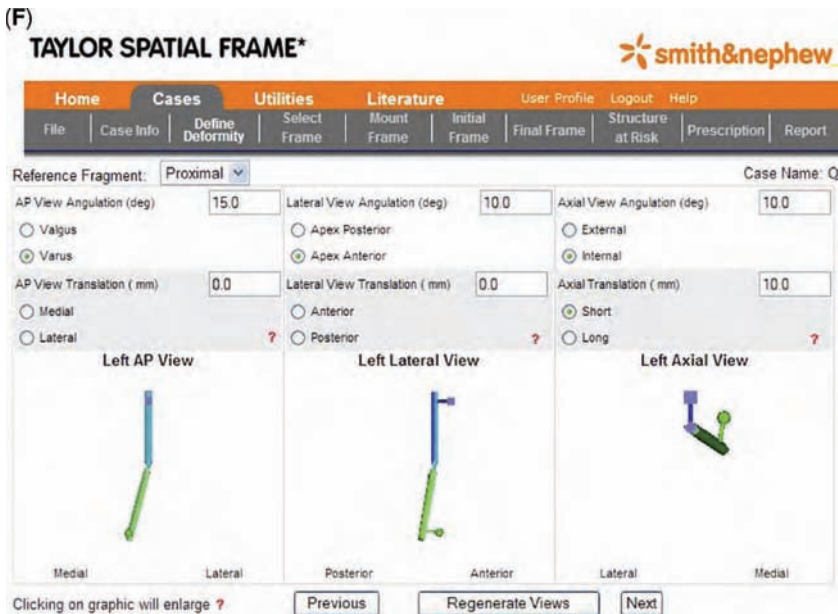 (F)
TAYLOR SPATIAL FRAME*
smith&nephew
Home Cases Utilities Literature User Profile Logout Help
File Case Info Define Deformity Select Frame Mount Frame Initial Frame Final Frame Structure at Risk Prescription Report
Reference Fragment: Proximal Case Name: Q
AP View Angulation (deg) 15.0 Lateral View Angulation (deg) 10.0 Axial View Angulation (deg) 10.0
Valgus Apex Posterior External
Varus Apex Anterior Internal
AP View Translation ( mm) 0.0 Lateral View Translation ( mm) 0.0 Axial Translation ( mm) 10.0
Medial Anterior Short
Lateral ? Posterior ? Long ?
Left AP View Left Lateral View Left Axial View
Medial Lateral Posterior Anterior Lateral Medial
Clicking on graphic will enlarge ? Previous Regenerate Views Next